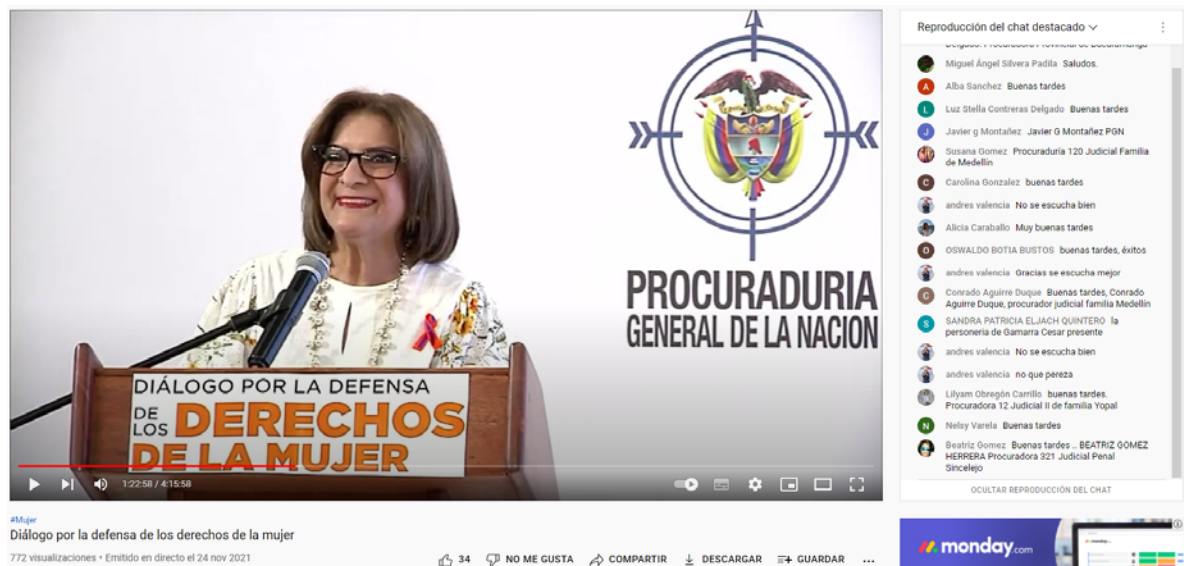 PROCURADURIA
GENERAL DE LA NACION
DIÁLOGO POR LA DEFENSA
DE
LOS DERECHOS
DE LA MUJER
1:22:58 / 4:15:58
#Mujer
Diálogo por la defensa de los derechos de la mujer
772 visualizaciones • Emitido en directo el 24 nov 2021
34 NO ME GUSTA COMPARTIR DESCARGAR GUARDAR ...
Reproducción del chat destacado
Miguel Ángel Silvera Padila Saludos.
A Alba Sanchez Buenas tardes
L Luz Stella Contreras Delgado Buenas tardes
J Javier g Montañez Javier G Montañez PGN
Susana Gomez Procuraduría 120 Judicial Familia
de Medellín
C Carolina Gonzalez buenas tardes
andres valencia No se escucha bien
Alicia Caraballo Muy buenas tardes
O OSWALDO BOTIA BUSTOS buenas tardes, éxitos
andres valencia Gracias se escucha mejor
C Conrado Aguirre Duque Buenas tardes, Conrado
Aguirre Duque, procurador judicial familia Medellín
S SANDRA PATRICIA ELJACH QUINTERO la
personeria de Gamarra Cesar presente
andres valencia No se escucha bien
andres valencia no que pereza
Lilyam Obregón Carrillo buenas tardes.
Procuradora 12 Judicial II de familia Yopal
N Nelsy Varela Buenas tardes
Beatriz Gomez Buenas tardes .. BEATRIZ GOMEZ
HERRERA Procuradora 321 Judicial Penal
Sincelejo
OCULTAR REPRODUCCIÓN DEL CHAT
monday.com
monday